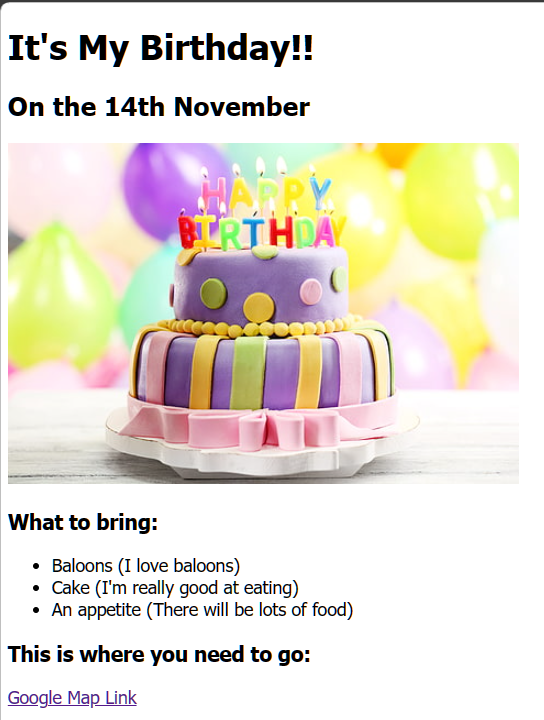 It's My Birthday!!
On the 14th November
HAPPY
BIRTHDAY
What to bring:
Baloons (I love baloons)
Cake (I'm really good at eating)
An appetite (There will be lots of food)
This is where you need to go:
Google Map Link